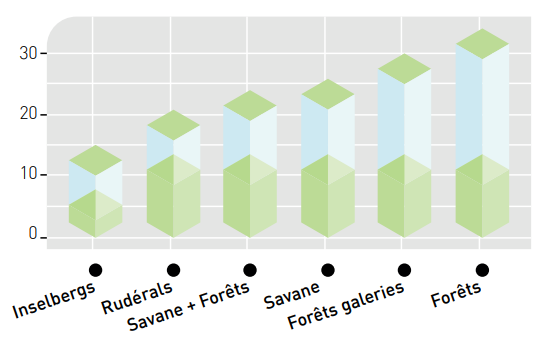 30
20
10
0
Inselbergs
Rudérals
Savane + Forêts
Savane
Forêts galeries
Forêts